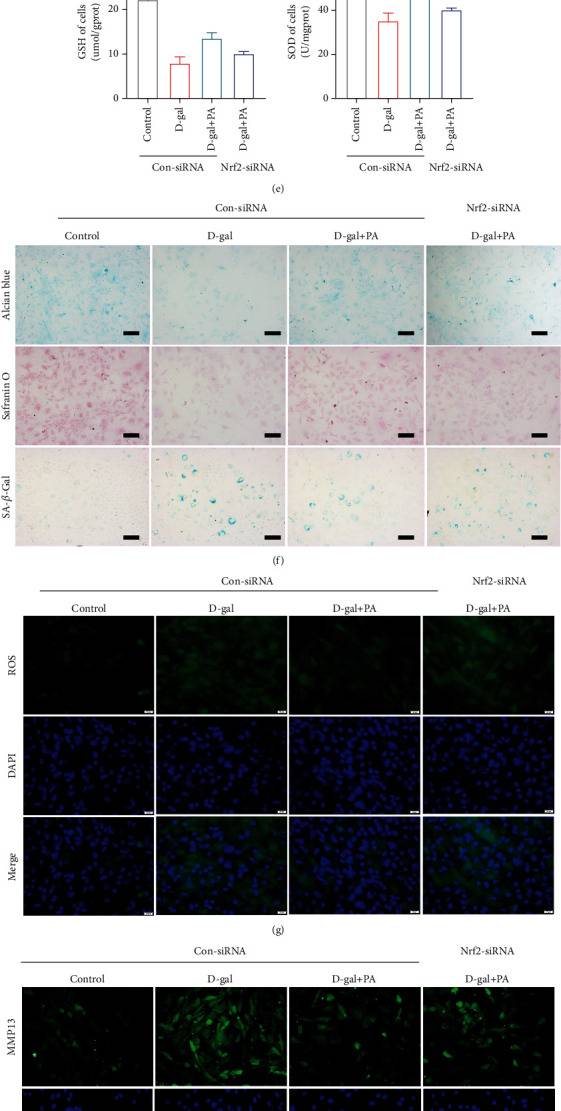 GSH of cells
(umol/gprot)
20
10
0
Control
D-gal
D-gal+PA
D-gal+PA
Con-siRNA
Nrf2-siRNA
SOD of cells
(U/mgprot)
40
20
0
Control
D-gal
D-gal+PA
D-gal+PA
Con-siRNA
Nrf2-siRNA
(e)
Con-siRNA
Nrf2-siRNA
Control
D-gal
D-gal+PA
D-gal+PA
Alcian blue
Safranin O
SA-β-Gal
(f)
Con-siRNA
Nrf2-siRNA
Control
D-gal
D-gal+PA
D-gal+PA
ROS
DAPI
Merge
(g)
Con-siRNA
Nrf2-siRNA
Control
D-gal
D-gal+PA
D-gal+PA
MMP13